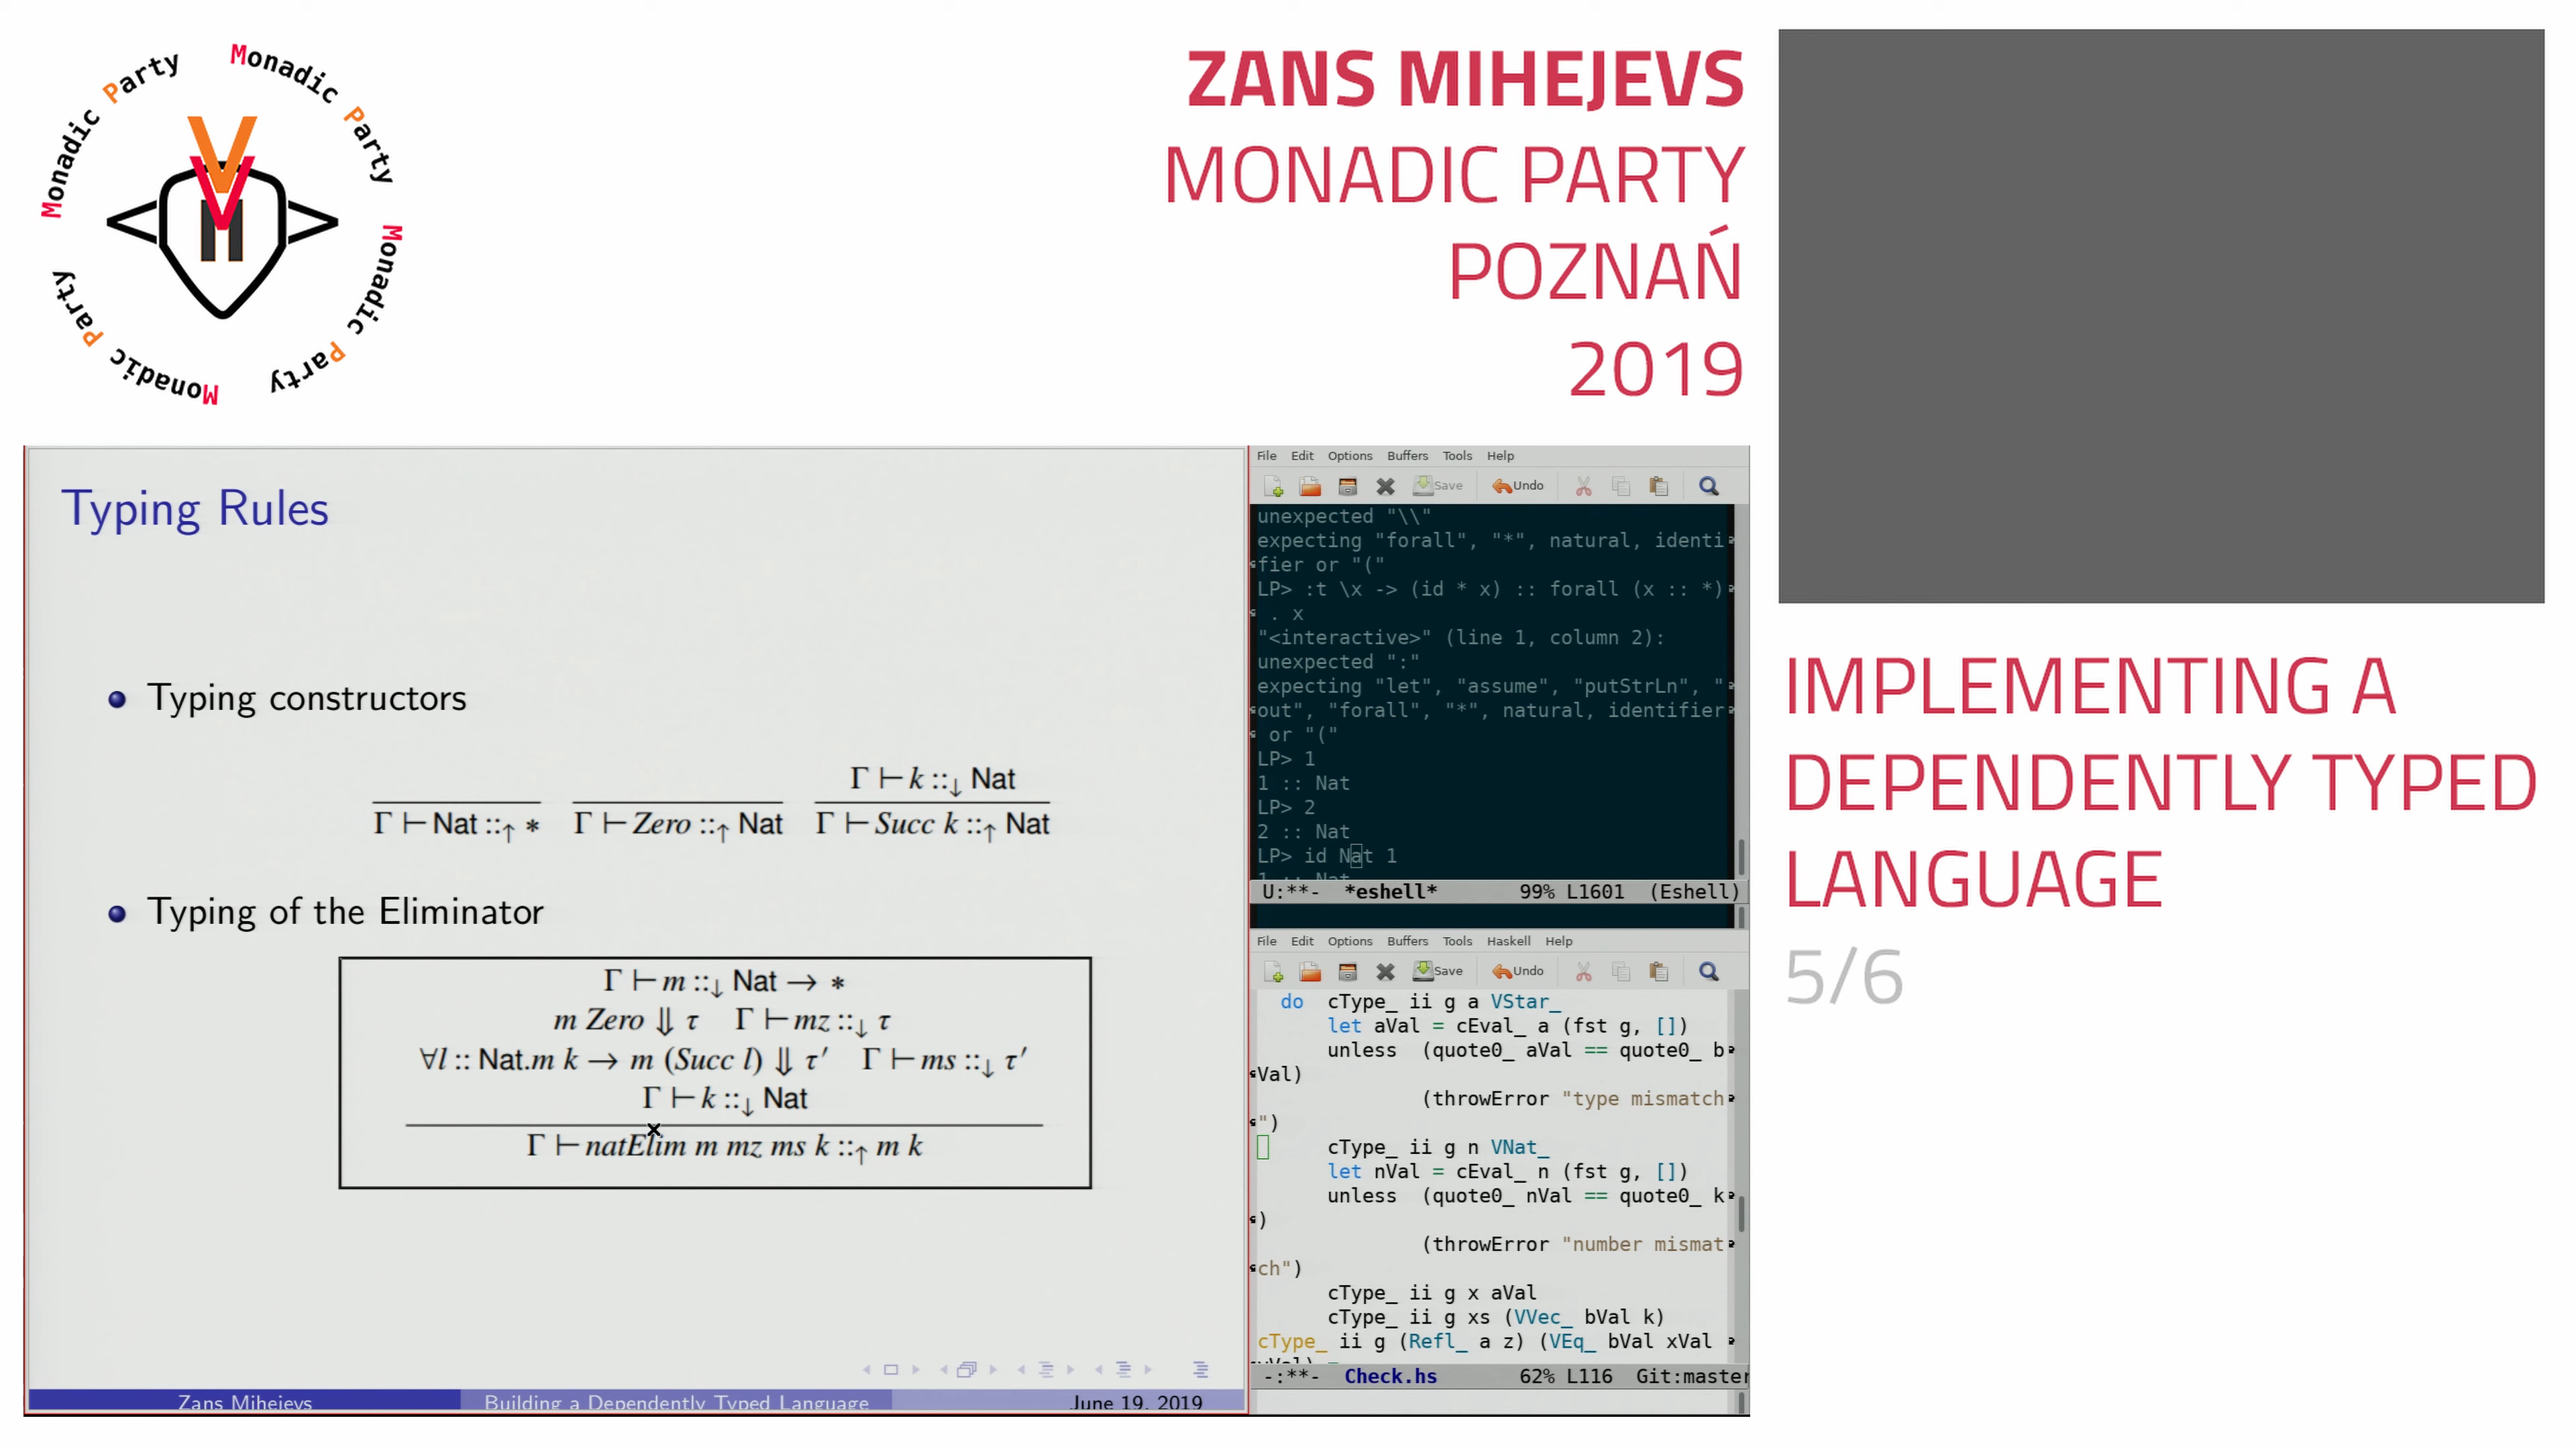 Monadic Party Monadic Party Monadic Party Monadic Party
ZANS MIHEJEVS
MONADIC PARTY
POZNAŃ
2019
Typing Rules
Typing constructors
Γ ⊢ k ::↓ Nat
Γ ⊢ Nat ::↑ ∗ Γ ⊢ Zero ::↑ Nat Γ ⊢ Succ k ::↑ Nat
Typing of the Eliminator
Γ ⊢ m ::↓ Nat → ∗
m Zero ⇓ τ Γ ⊢ mz ::↓ τ
∀l :: Nat.m k → m (Succ l) ⇓ τ′ Γ ⊢ ms ::↓ τ′
Γ ⊢ k ::↓ Nat
Γ ⊢ natElim m mz ms k ::↑ m k
Zans Mihejevs Building a Dependently Typed Language June 19, 2019
File Edit Options Buffers Tools Help
Save Undo
unexpected "\\"
expecting "forall", "*", natural, identi
fier or "("
LP> :t \x -> (id * x) :: forall (x :: *)
. x
"<interactive>" (line 1, column 2):
unexpected ":"
expecting "let", "assume", "putStrLn", "
out", "forall", "*", natural, identifier
or "("
LP> 1
1 :: Nat
LP> 2
2 :: Nat
LP> id Nat 1
1 :: Nat
U:**- *eshell* 99% L1601 (Eshell)
File Edit Options Buffers Tools Haskell Help
Save Undo
do cType_ ii g a VStar_
let aVal = cEval_ a (fst g, [])
unless (quote0_ aVal == quote0_ b
Val)
(throwError "type mismatch
")
cType_ ii g n VNat_
let nVal = cEval_ n (fst g, [])
unless (quote0_ nVal == quote0_ k
)
(throwError "number mismat
ch")
cType_ ii g x aVal
cType_ ii g xs (VVec_ bVal k)
cType_ ii g (Refl_ a z) (VEq_ bVal xVal
yVal) =
-:**- Check.hs 62% L116 Git:master
IMPLEMENTING A
DEPENDENTLY TYPED
LANGUAGE
5/6